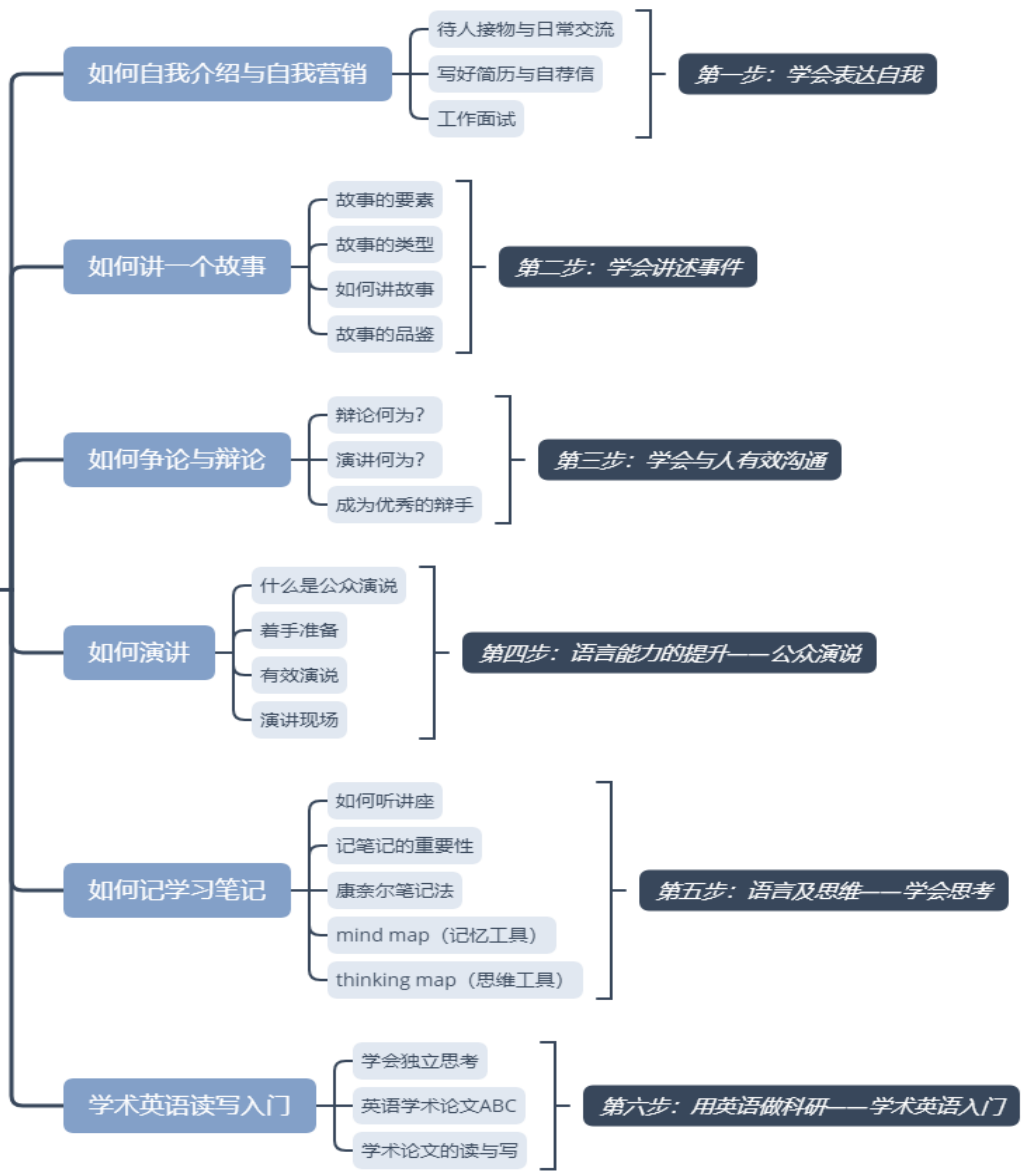 如何自我介绍与自我营销
待人接物与日常交流
写好简历与自荐信
工作面试
第一步：学会表达自我
如何讲一个故事
故事的要素
故事的类型
如何讲故事
故事的品鉴
第二步：学会讲述事件
如何争论与辩论
辩论何为？
演讲何为？
成为优秀的辩手
第三步：学会与人有效沟通
如何演讲
什么是公众演说
着手准备
有效演说
演讲现场
第四步：语言能力的提升——公众演说
如何记学习笔记
如何听讲座
记笔记的重要性
康奈尔笔记法
mind map（记忆工具）
thinking map（思维工具）
第五步：语言及思维——学会思考
学术英语读写入门
学会独立思考
英语学术论文ABC
学术论文的读与写
第六步：用英语做科研——学术英语入门